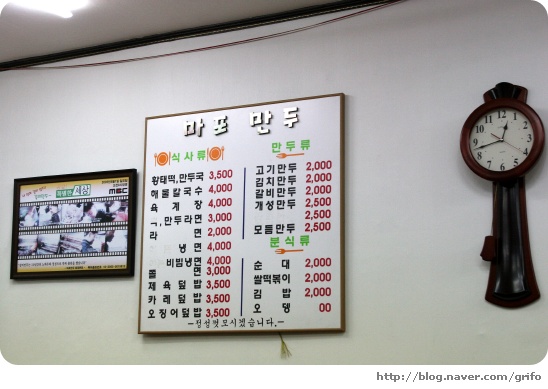 마포 만두
식사류
황태떡,만두국 3,500
해물칼국수 4,000
육계장 4,000
만두라면 3,000
라면 2,000
냉면 4,000
비빔냉면 4,000
쫄면 3,000
제육덮밥 3,500
카레덮밥 3,500
오징어덮밥 3,500
만두류
고기만두 2,000
김치만두 2,000
갈비만두 2,000
개성만두 2,500
2,500
모듬만두 2,500
분식류
순대 2,000
쌀떡볶이 2,000
김밥 2,000
오뎅 00
-정성껏모시겠습니다.-
MBC
http://blog.naver.com/grifo